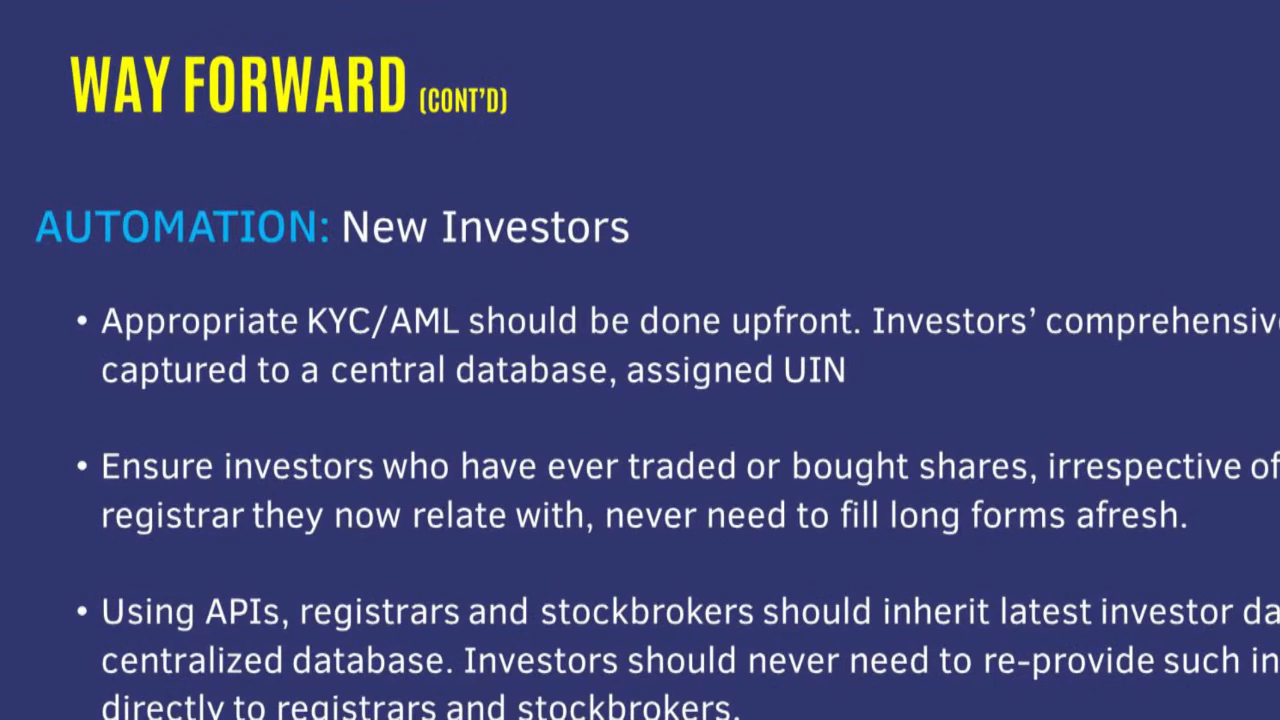 WAY FORWARD (CONT'D)
AUTOMATION: New Investors
• Appropriate KYC/AML should be done upfront. Investors’
captured to a central database, assigned UIN
• Ensure investors who have ever traded or bought shares, irrespective of
registrar they now relate with, never need to fill long forms afresh.
• Using APIs, registrars and stockbrokers should inherit latest investor
centralized database. Investors should never need to re-provide such
directly to registrars and stockbrokers.